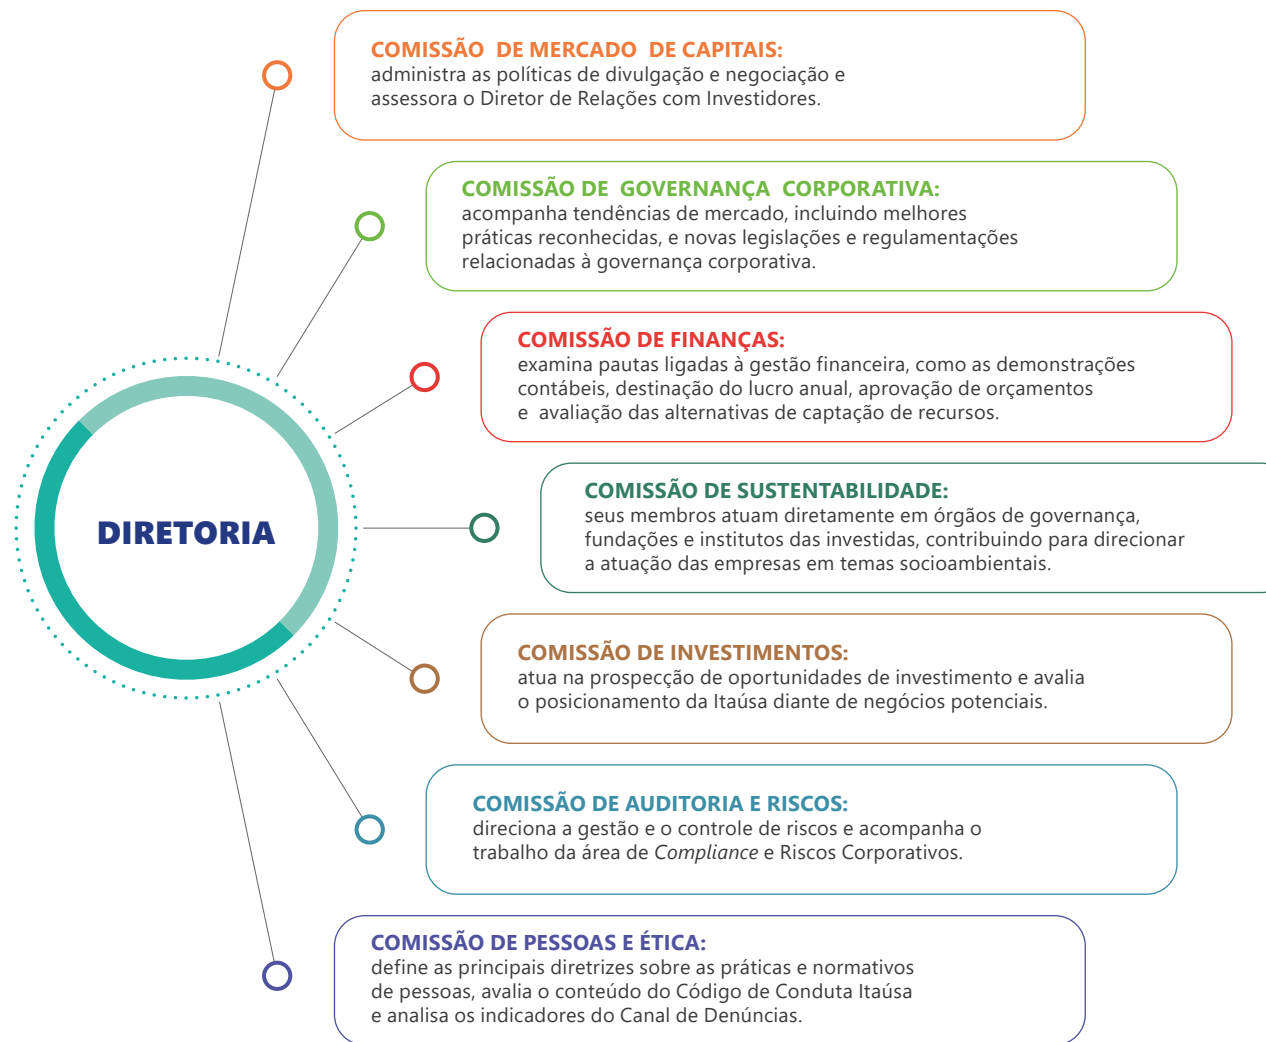 COMISSÃO DE MERCADO DE CAPITAIS:
administra as políticas de divulgação e negociação e
assessora o Diretor de Relações com Investidores.
COMISSÃO DE GOVERNANÇA CORPORATIVA:
acompanha tendências de mercado, incluindo melhores
práticas reconhecidas, e novas legislações e regulamentações
relacionadas à governança corporativa.
COMISSÃO DE FINANÇAS:
examina pautas ligadas à gestão financeira, como as demonstrações
contábeis, destinação do lucro anual, aprovação de orçamentos
e avaliação das alternativas de captação de recursos.
DIRETORIA
COMISSÃO DE SUSTENTABILIDADE:
seus membros atuam diretamente em órgãos de governança,
fundações e institutos das investidas, contribuindo para direcionar
a atuação das empresas em temas socioambientais.
COMISSÃO DE INVESTIMENTOS:
atua na prospecção de oportunidades de investimento e avalia
o posicionamento da Itaúsa diante de negócios potenciais.
COMISSÃO DE AUDITORIA E RISCOS:
direciona a gestão e o controle de riscos e acompanha o
trabalho da área de Compliance e Riscos Corporativos.
COMISSÃO DE PESSOAS E ÉTICA:
define as principais diretrizes sobre as práticas e normativos
de pessoas, avalia o conteúdo do Código de Conduta Itaúsa
e analisa os indicadores do Canal de Denúncias.